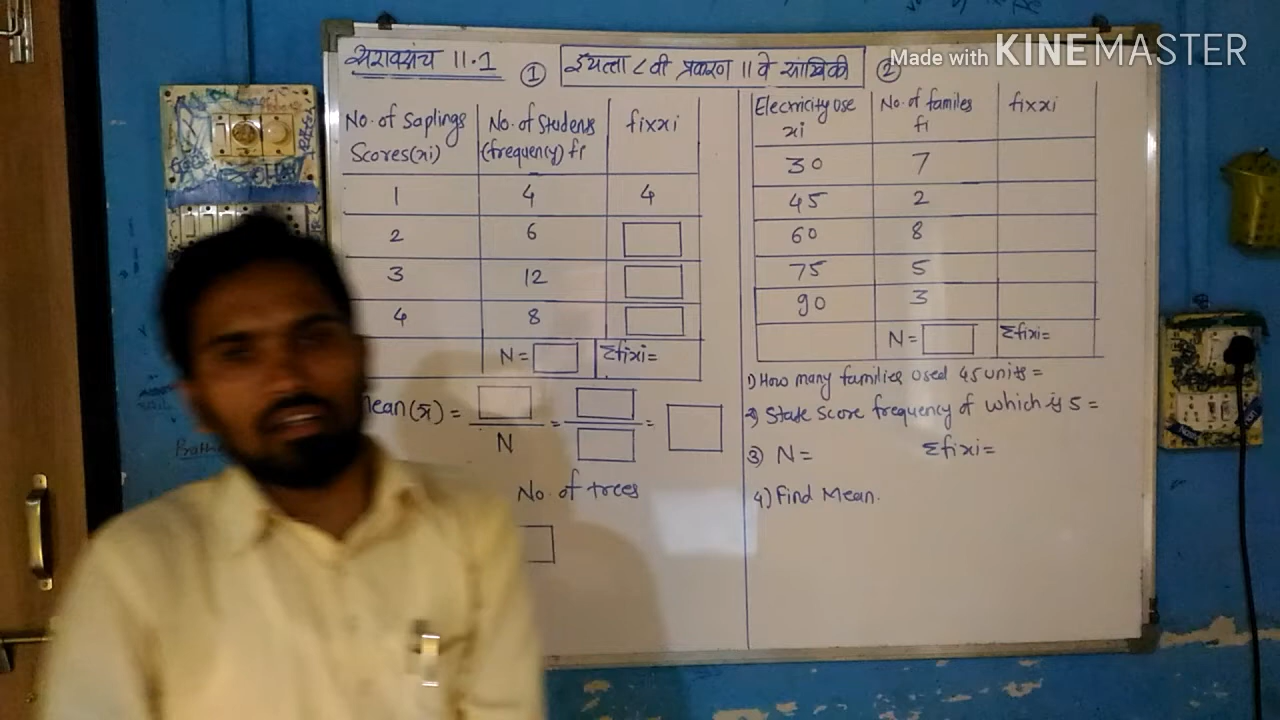 सरावसंच 11.1
① इयत्ता ८ वी प्रकरण 11 वे सांख्यिकी
②
Made with KINEMASTER
No. of Saplings
Scores(xi)
No. of Students
(frequency) fi
fixxi
1 4 4
2 6
3 12
4 8
N= Σfixi=
Mean(x̄) =
N
= =
No. of trees
Elecricity use
xi
No. of familes
fi
fixxi
30 7
45 2
60 8
75 5
90 3
N= Σfixi=
1) How many families used 45 units =
2) State score frequency of which is 5 =
③ N= Σfixi=
4) Find Mean.